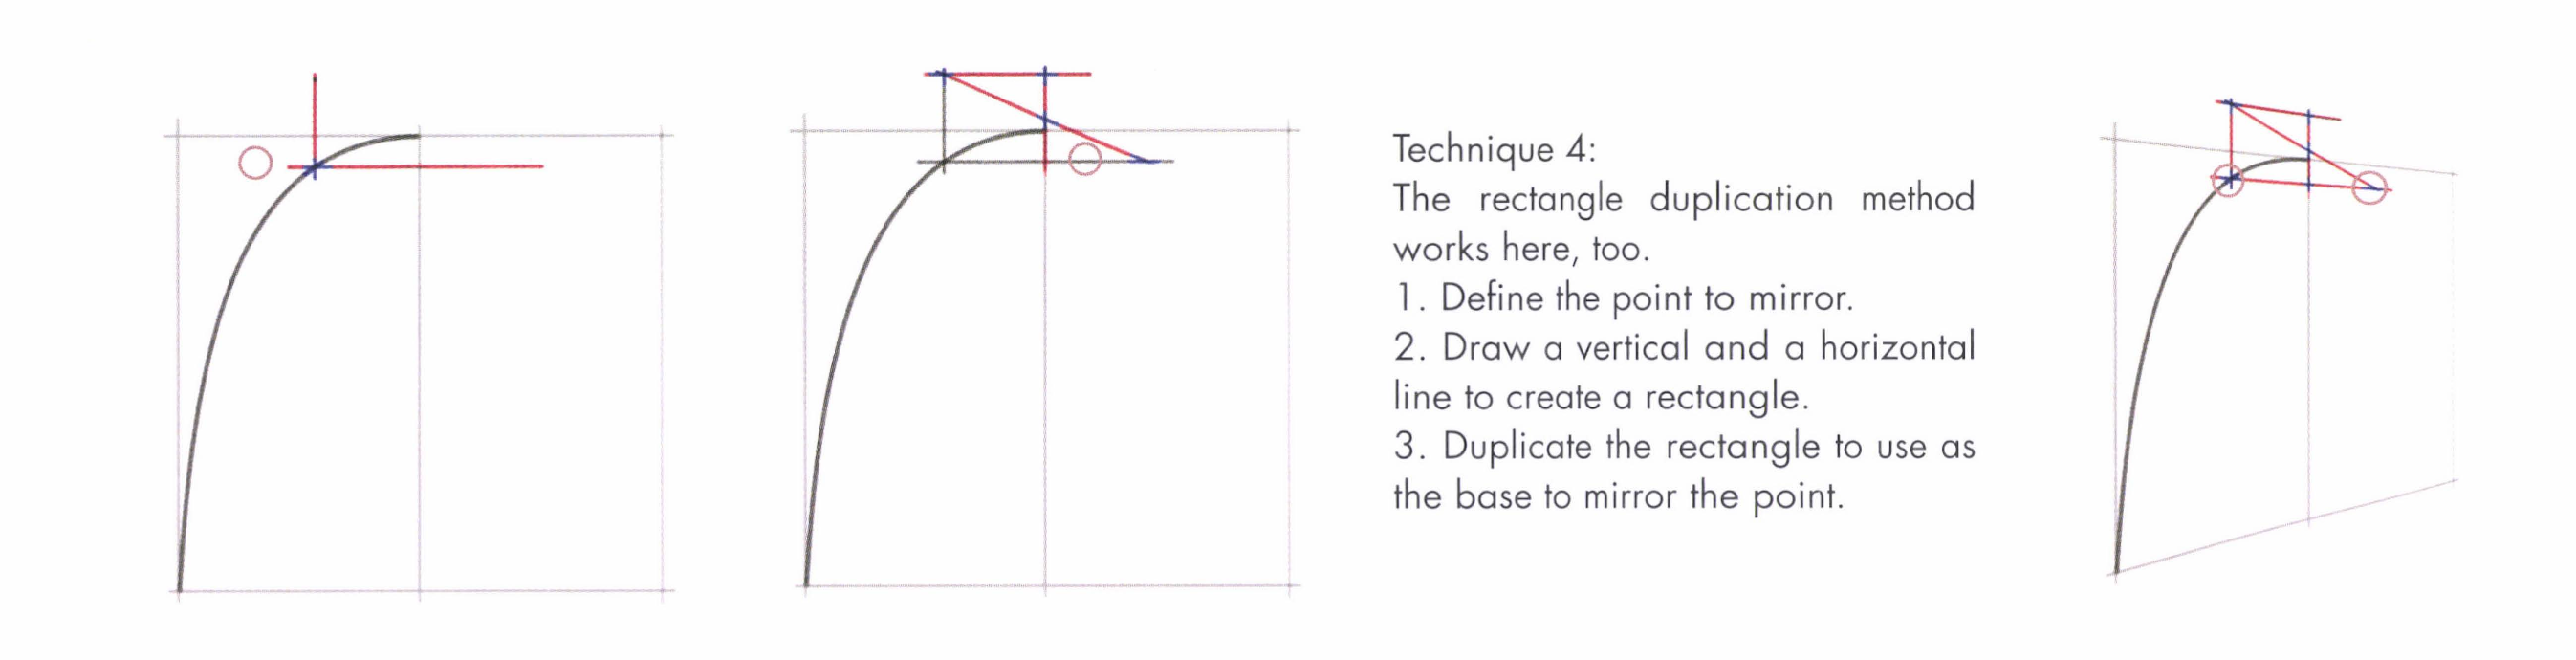 Technique 4:
The rectangle duplication method
works here, too.
1. Define the point to mirror.
2. Draw a vertical and a horizontal
line to create a rectangle.
3. Duplicate the rectangle to use as
the base to mirror the point.